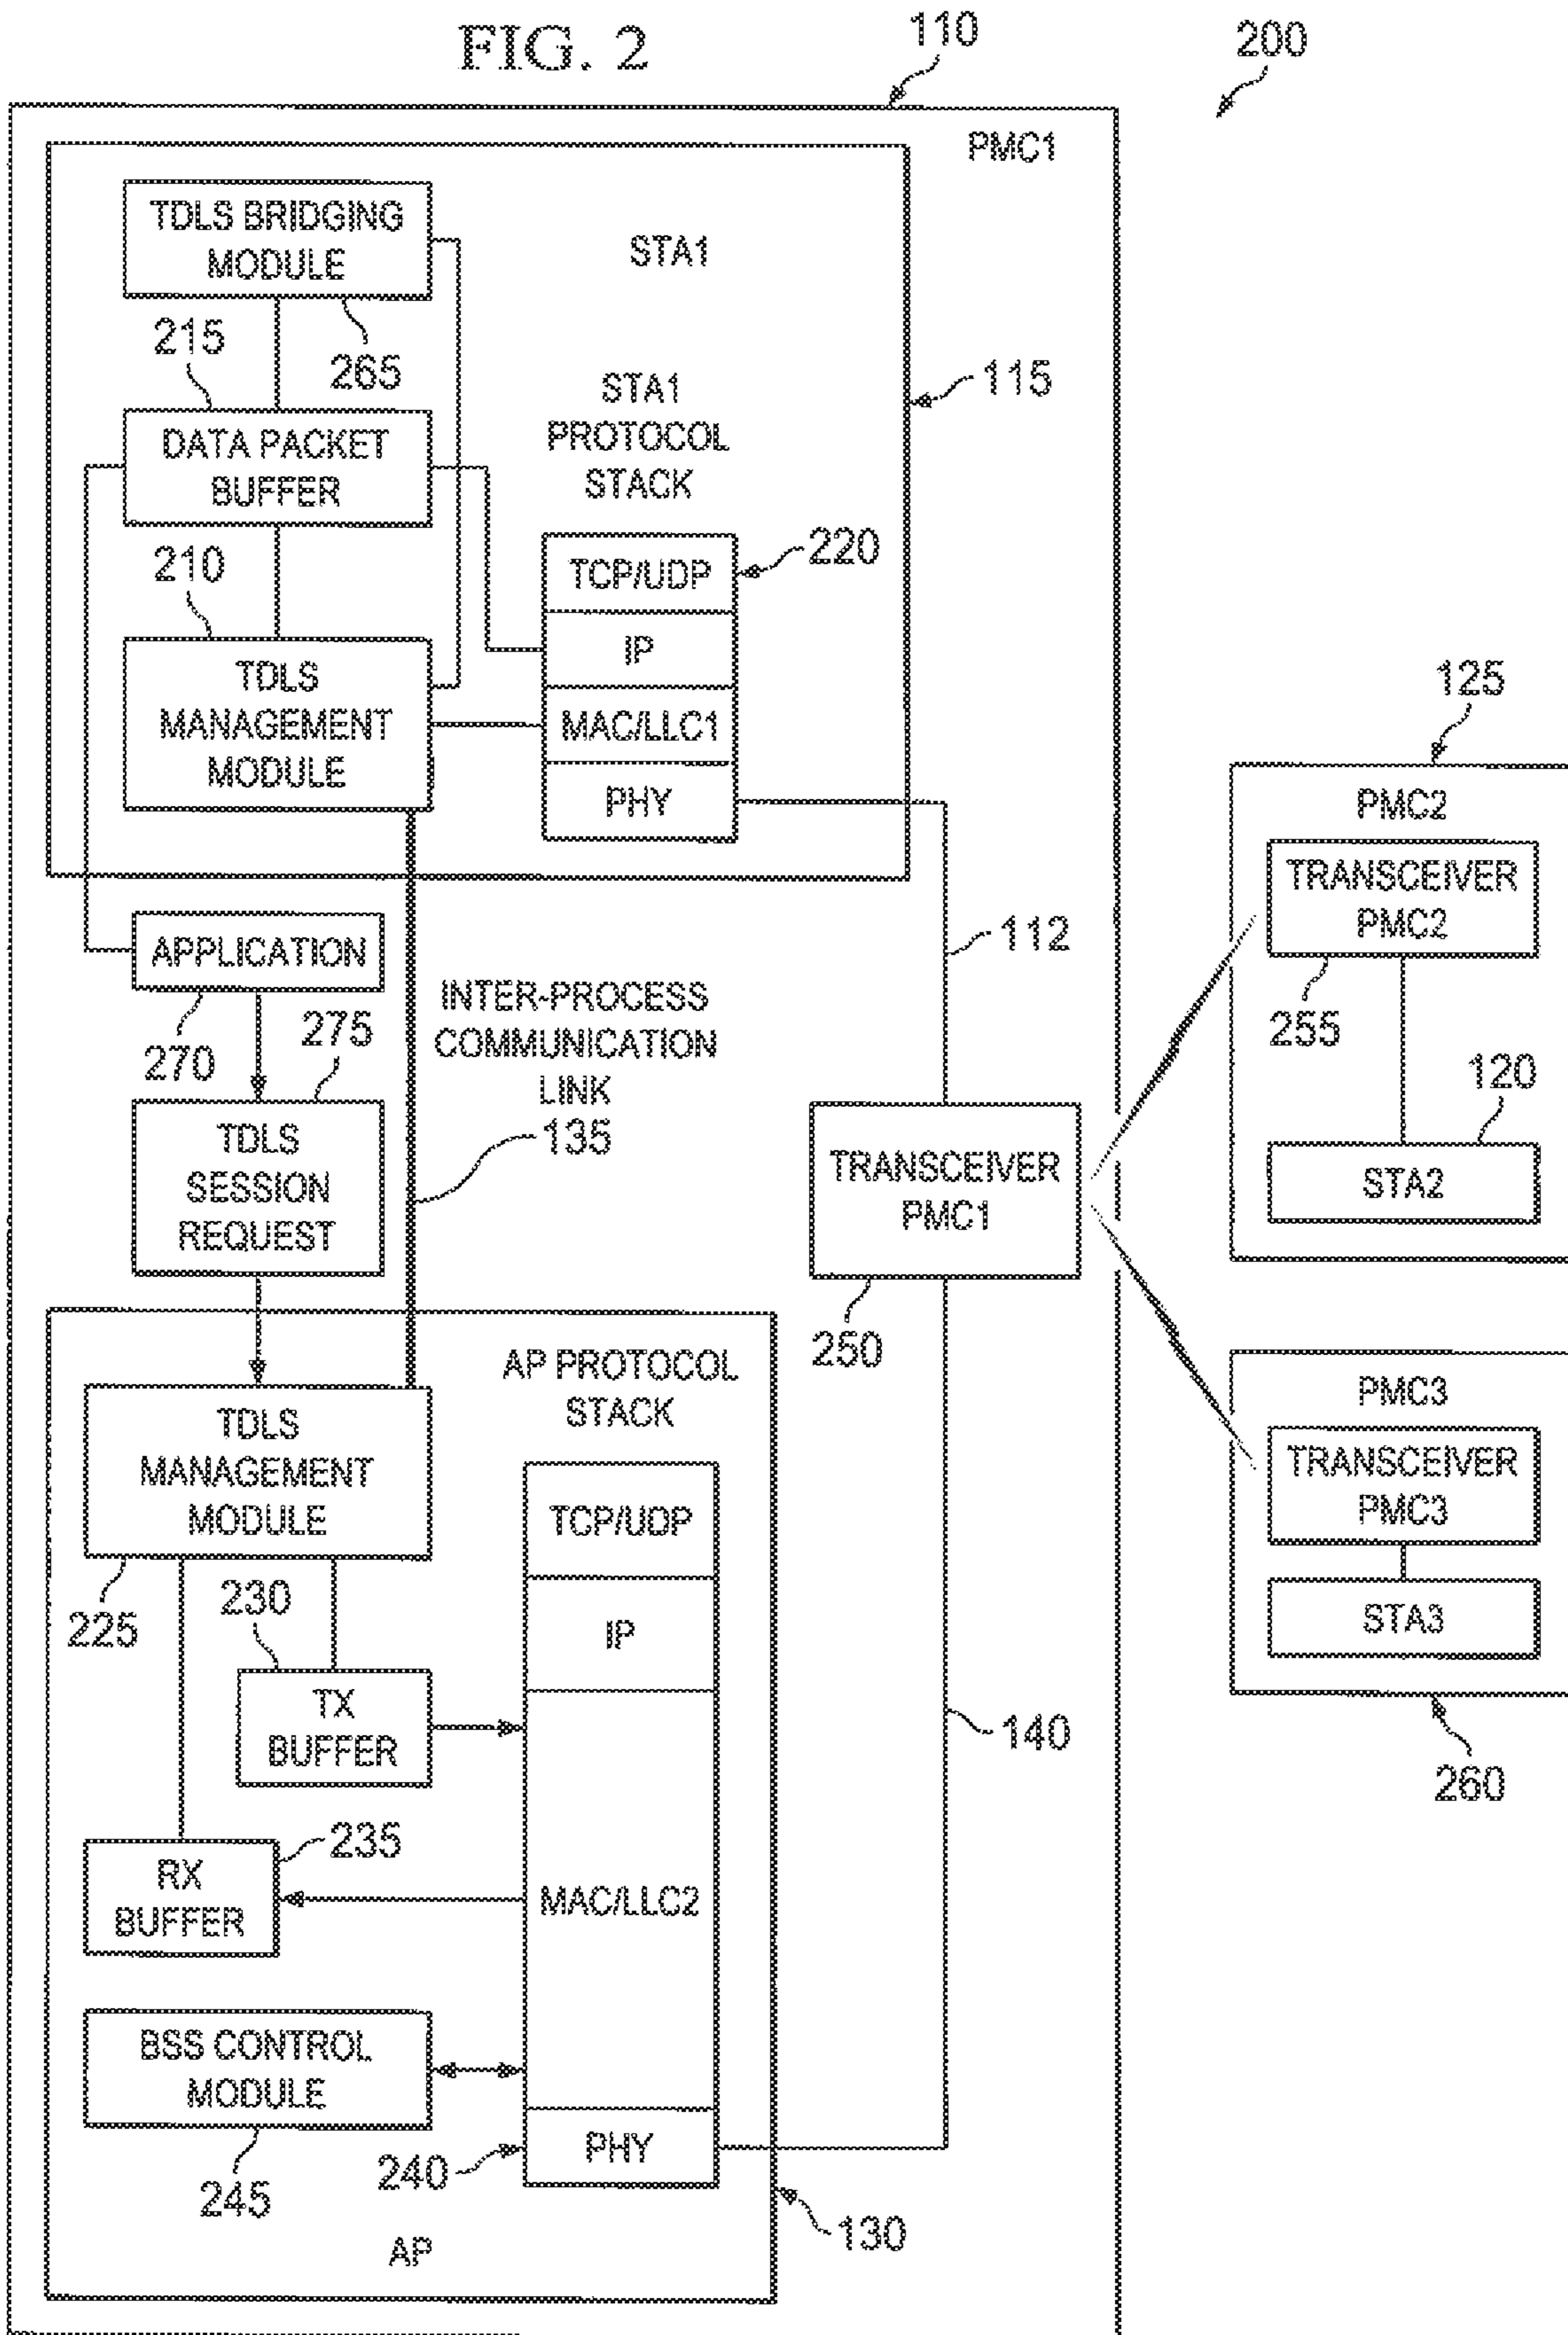 FIG. 2
110
200
PMC1
TDLS BRIDGING
MODULE
STA1
215
265
STA1
PROTOCOL
STACK
115
DATA PACKET
BUFFER
210
220
TCP/UDP
IP
MAC/LLC1
PHY
TDLS
MANAGEMENT
MODULE
125
PMC2
TRANSCEIVER
PMC2
255
120
STA2
APPLICATION
270
275
INTER-PROCESS
COMMUNICATION
LINK
135
112
TDLS
SESSION
REQUEST
TRANSCEIVER
PMC1
250
AP PROTOCOL
STACK
PMC3
TRANSCEIVER
PMC3
STA3
260
TDLS
MANAGEMENT
MODULE
225
230
TCP/UDP
IP
MAC/LLC2
PHY
TX
BUFFER
140
235
RX
BUFFER
BSS CONTROL
MODULE
245
240
130
AP